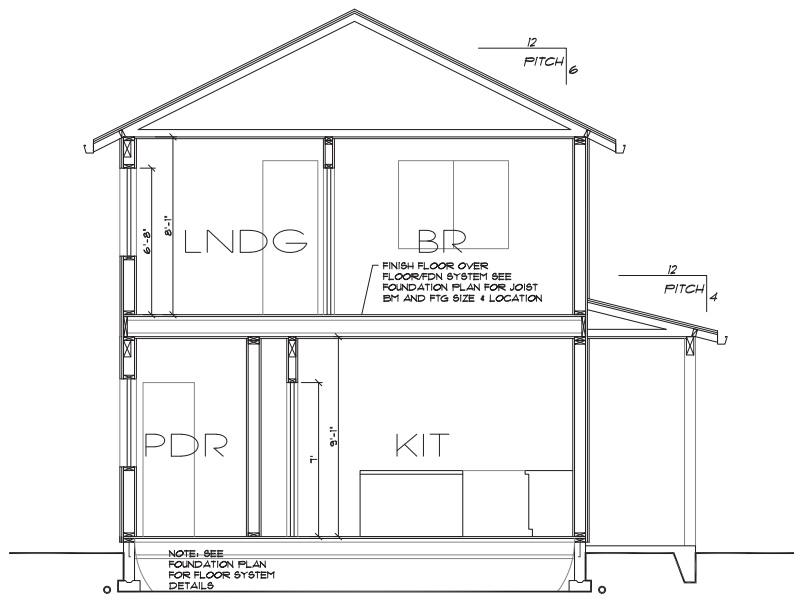 12
PITCH
6
6'-8"
8'-1"
LNDG
BR
FINISH FLOOR OVER
FLOOR/FDN SYSTEM SEE
FOUNDATION PLAN FOR JOIST
BM AND FTG SIZE & LOCATION
12
PITCH
4
PDR
7'
9'-1"
KIT
NOTE: SEE
FOUNDATION PLAN
FOR FLOOR SYSTEM
DETAILS